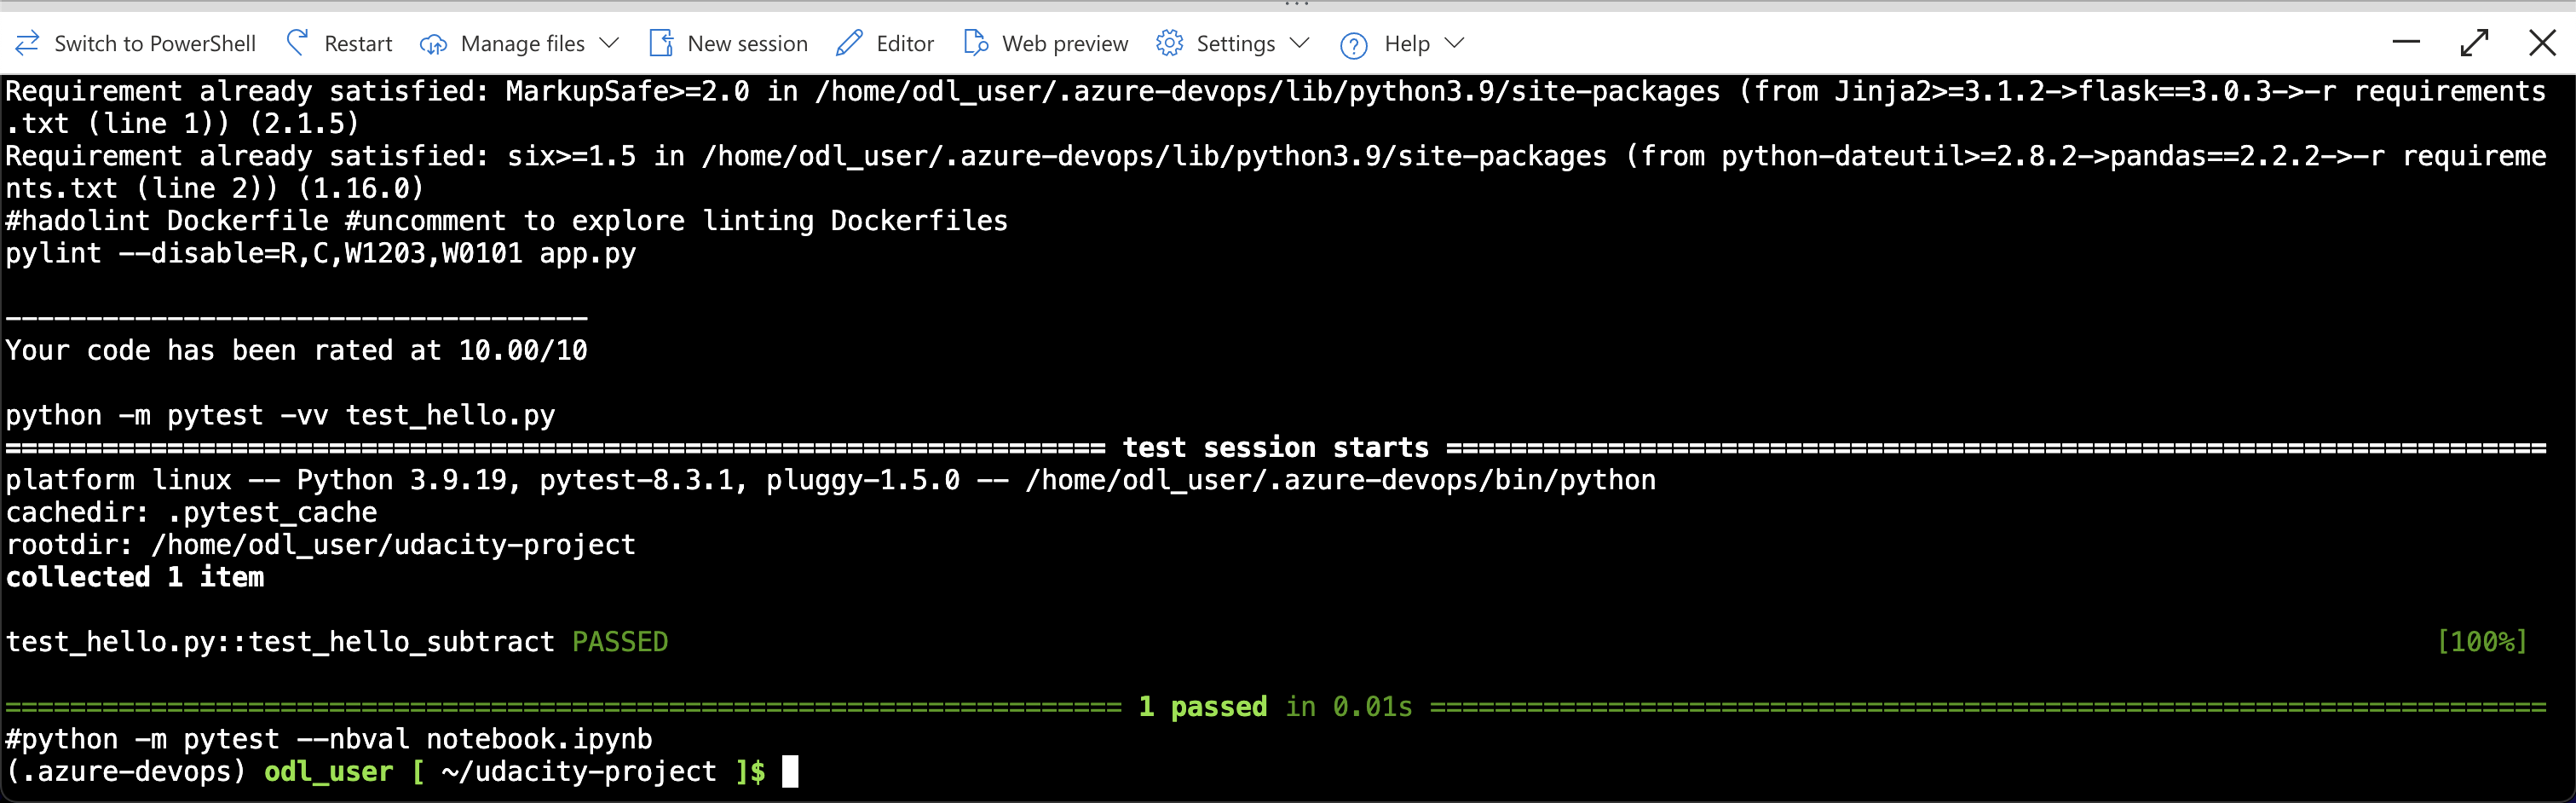 Switch to PowerShell Restart Manage files New session Editor Web preview Settings Help
Requirement already satisfied: MarkupSafe>=2.0 in /home/odl_user/.azure-devops/lib/python3.9/site-packages (from Jinja2>=3.1.2->flask==3.0.3->-r requirements
.txt (line 1)) (2.1.5)
Requirement already satisfied: six>=1.5 in /home/odl_user/.azure-devops/lib/python3.9/site-packages (from python-dateutil>=2.8.2->pandas==2.2.2->-r requireme
nts.txt (line 2)) (1.16.0)
#hadolint Dockerfile #uncomment to explore linting Dockerfiles
pylint --disable=R,C,W1203,W0101 app.py
------------------------------------
Your code has been rated at 10.00/10
python -m pytest -vv test_hello.py
==================================================================== test session starts ====================================================================
platform linux -- Python 3.9.19, pytest-8.3.1, pluggy-1.5.0 -- /home/odl_user/.azure-devops/bin/python
cachedir: .pytest_cache
rootdir: /home/odl_user/udacity-project
collected 1 item
test_hello.py::test_hello_subtract PASSED [100%]
===================================================================== 1 passed in 0.01s =====================================================================
#python -m pytest --nbval notebook.ipynb
(.azure-devops) odl_user [ ~/udacity-project ]$